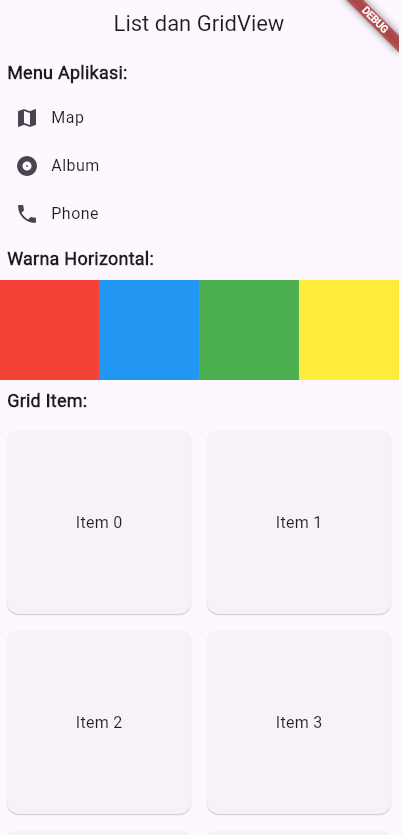 List dan GridView
DEBUG
Menu Aplikasi:
Map
Album
Phone
Warna Horizontal:
Grid Item:
Item 0
Item 1
Item 2
Item 3